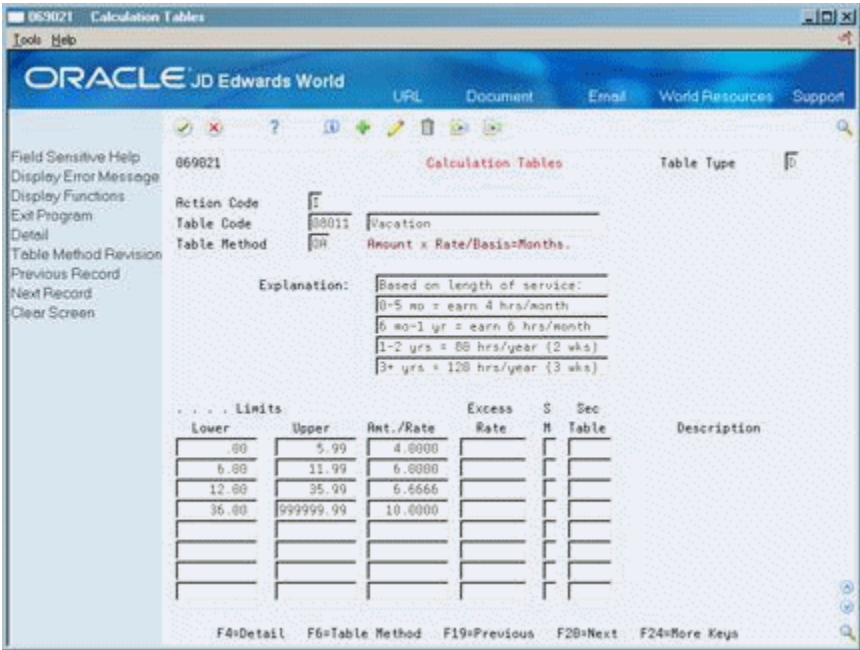 069021 Calculation Tables
Tools Help
ORACLE JD Edwards World
URL Document Email World Resources Support
Field Sensitive Help
Display Error Message
Display Functions
Exit Program
Detail
Table Method Revision
Previous Record
Next Record
Clear Screen
069021 Calculation Tables Table Type D
Action Code I
Table Code 08011 Vacation
Table Method 0A Amount x Rate/Basis=Months.
Explanation: Based on length of service:
0-5 mo = earn 4 hrs/month
6 mo-1 yr = earn 6 hrs/month
1-2 yrs = 80 hrs/year (2 wks)
3+ yrs = 120 hrs/year (3 wks)
. . . . Limits Excess S Sec
Lower Upper Amt./Rate Rate M Table Description
.00 5.99 4.0000
6.00 11.99 6.0000
12.00 35.99 6.6666
36.00 999999.99 10.0000
F4=Detail F6=Table Method F19=Previous F20=Next F24=More Keys